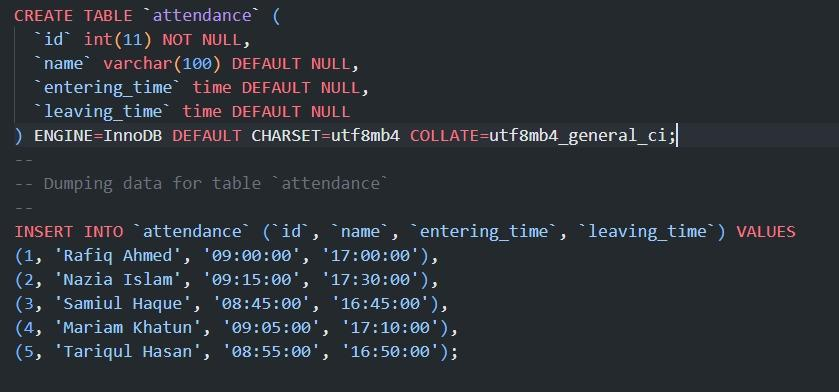 CREATE TABLE `attendance` (
  `id` int(11) NOT NULL,
  `name` varchar(100) DEFAULT NULL,
  `entering_time` time DEFAULT NULL,
  `leaving_time` time DEFAULT NULL
) ENGINE=InnoDB DEFAULT CHARSET=utf8mb4 COLLATE=utf8mb4_general_ci;
--
-- Dumping data for table `attendance`
--
INSERT INTO `attendance` (`id`, `name`, `entering_time`, `leaving_time`) VALUES
(1, 'Rafiq Ahmed', '09:00:00', '17:00:00'),
(2, 'Nazia Islam', '09:15:00', '17:30:00'),
(3, 'Samiul Haque', '08:45:00', '16:45:00'),
(4, 'Mariam Khatun', '09:05:00', '17:10:00'),
(5, 'Tariqul Hasan', '08:55:00', '16:50:00');